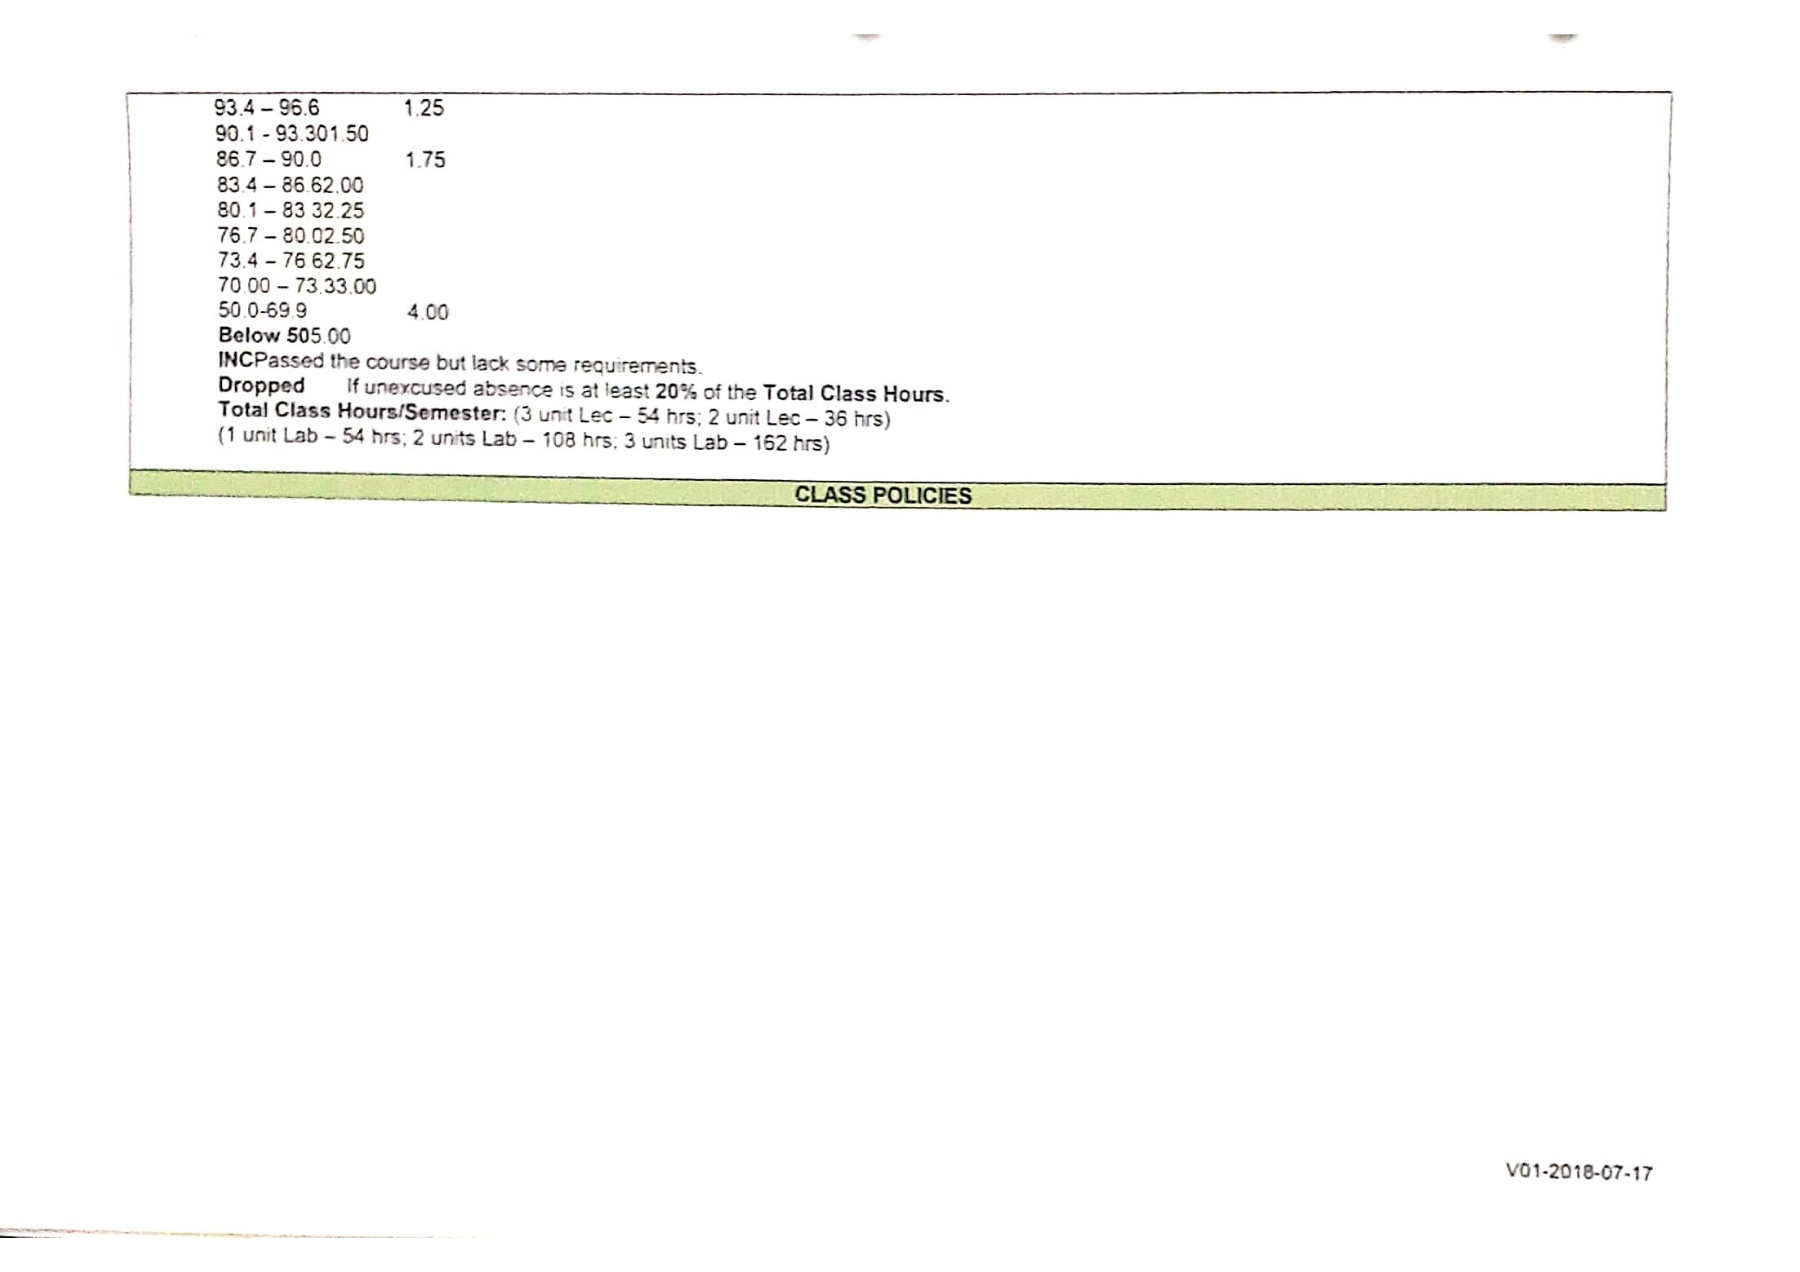 93.4 – 96.6 1.25
90.1 - 93.301.50
86.7 – 90.0 1.75
83.4 – 86.62.00
80.1 – 83.32.25
76.7 – 80.02.50
73.4 – 76.62.75
70.00 – 73.33.00
50.0-69.9 4.00
Below 505.00
INCPassed the course but lack some requirements.
Dropped If unexcused absence is at least 20% of the Total Class Hours.
Total Class Hours/Semester: (3 unit Lec – 54 hrs; 2 unit Lec – 36 hrs)
(1 unit Lab – 54 hrs; 2 units Lab – 108 hrs; 3 units Lab – 162 hrs)
CLASS POLICIES
V01-2018-07-17